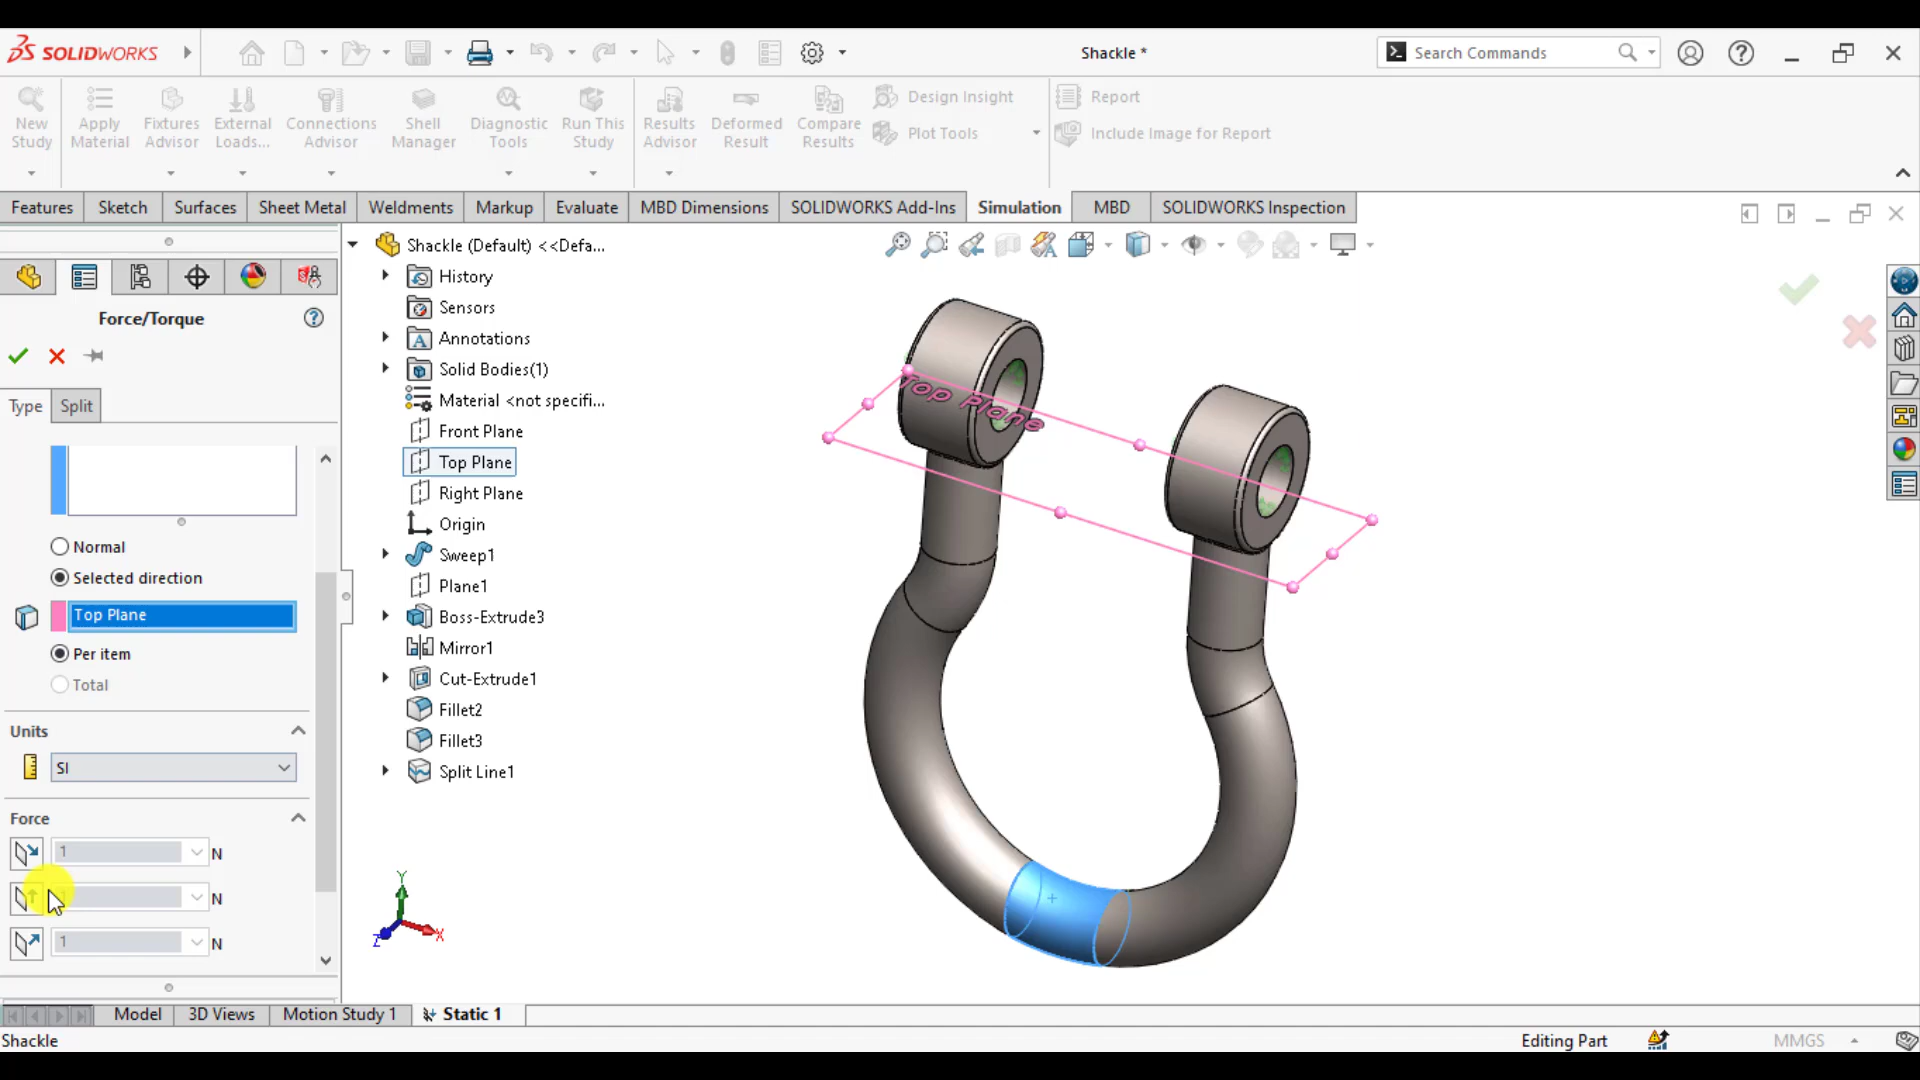 SOLIDWORKS
Shackle *
Search Commands
New Study
Apply Material
Fixtures Advisor
External Loads...
Connections Advisor
Shell Manager
Diagnostic Tools
Run This Study
Results Advisor
Deformed Result
Compare Results
Design Insight
Plot Tools
Report
Include Image for Report
Features
Sketch
Surfaces
Sheet Metal
Weldments
Markup
Evaluate
MBD Dimensions
SOLIDWORKS Add-Ins
Simulation
MBD
SOLIDWORKS Inspection
Force/Torque
Type
Split
Normal
Selected direction
Top Plane
Per item
Total
Units
SI
Force
1 N
N
1 N
Shackle (Default) <<Defa...
History
Sensors
Annotations
Solid Bodies(1)
Material <not specifi...
Front Plane
Top Plane
Right Plane
Origin
Sweep1
Plane1
Boss-Extrude3
Mirror1
Cut-Extrude1
Fillet2
Fillet3
Split Line1
Top Plane
Y
X
Z
Model
3D Views
Motion Study 1
Static 1
Shackle
Editing Part
MMGS